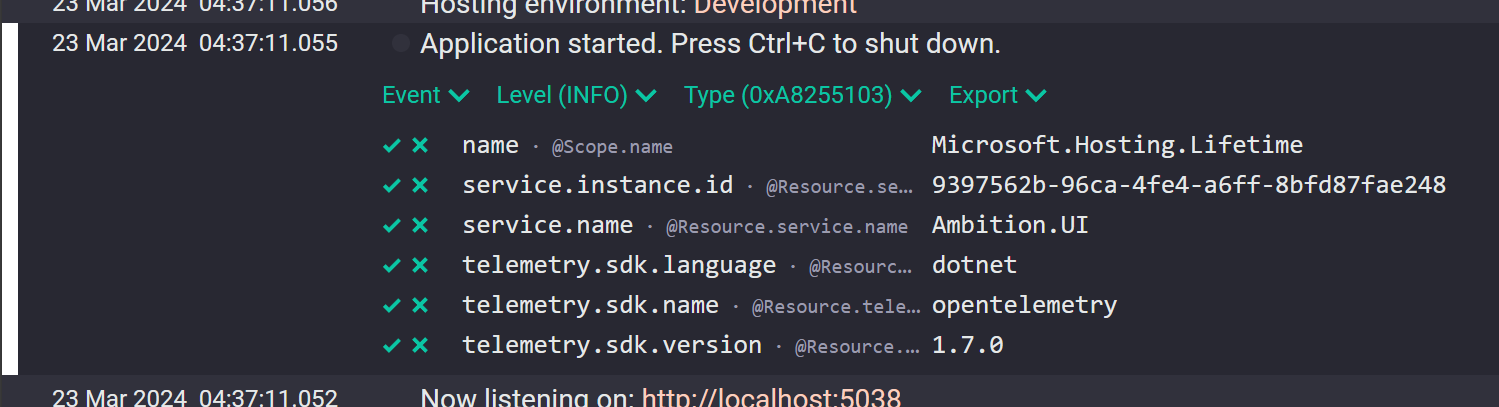 23 Mar 2024 04:37:11.056 Hosting environment: Development
23 Mar 2024 04:37:11.055 Application started. Press Ctrl+C to shut down.
Event Level (INFO) Type (0xA8255103) Export
name · @Scope.name Microsoft.Hosting.Lifetime
service.instance.id · @Resource.se… 9397562b-96ca-4fe4-a6ff-8bfd87fae248
service.name · @Resource.service.name Ambition.UI
telemetry.sdk.language · @Resourc… dotnet
telemetry.sdk.name · @Resource.tele… opentelemetry
telemetry.sdk.version · @Resource.… 1.7.0
23 Mar 2024 04:37:11.052 Now listening on: http://localhost:5038